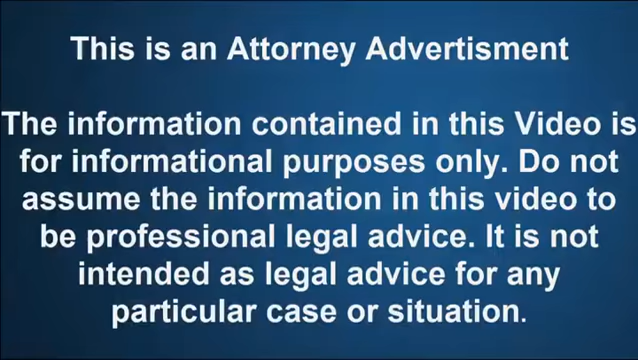 This is an Attorney Advertisment
The information contained in this Video is
for informational purposes only. Do not
assume the information in this video to
be professional legal advice. It is not
intended as legal advice for any
particular case or situation.